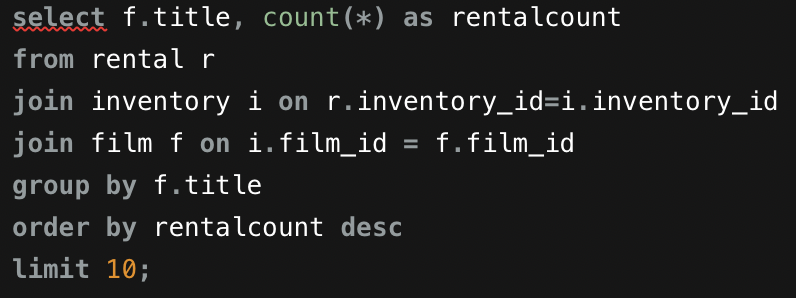 select f.title, count(*) as rentalcount
from rental r
join inventory i on r.inventory_id=i.inventory_id
join film f on i.film_id = f.film_id
group by f.title
order by rentalcount desc
limit 10;